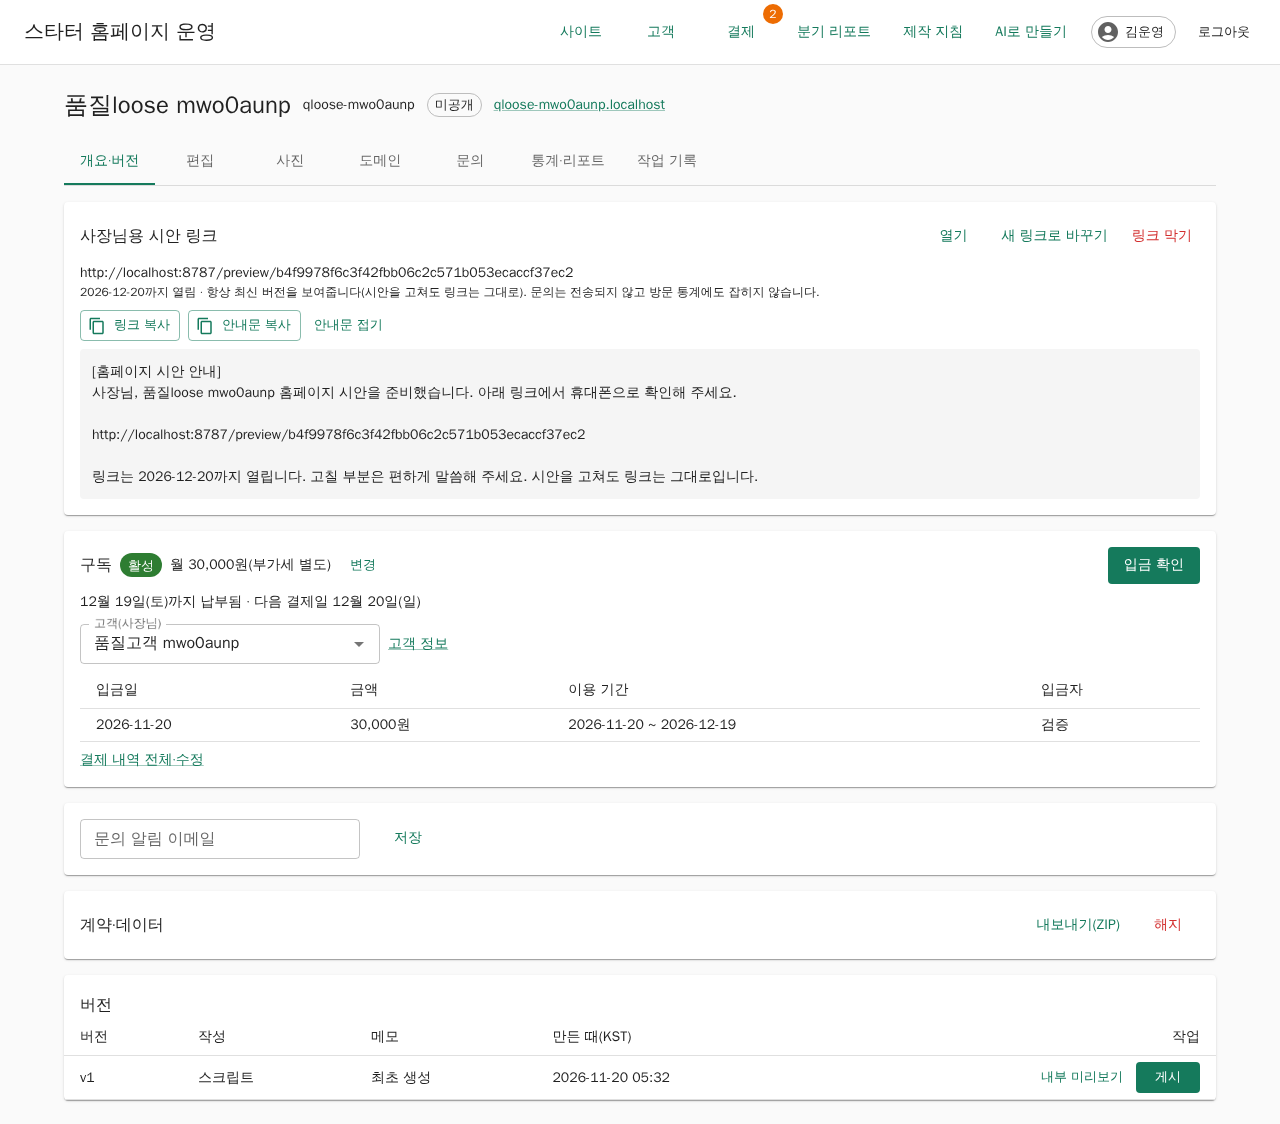 스타터 홈페이지 운영
사이트 고객 결제 2 분기 리포트 제작 지침 AI로 만들기 김운영 로그아웃
품질loose mwo0aunp qloose-mwo0aunp 미공개 qloose-mwo0aunp.localhost
개요·버전 편집 사진 도메인 문의 통계·리포트 작업 기록
사장님용 시안 링크 열기 새 링크로 바꾸기 링크 막기
http://localhost:8787/preview/b4f9978f6c3f42fbb06c2c571b053ecaccf37ec2
2026-12-20까지 열림 · 항상 최신 버전을 보여줍니다(시안을 고쳐도 링크는 그대로). 문의는 전송되지 않고 방문 통계에도 잡히지 않습니다.
링크 복사 안내문 복사 안내문 접기
[홈페이지 시안 안내]
사장님, 품질loose mwo0aunp 홈페이지 시안을 준비했습니다. 아래 링크에서 휴대폰으로 확인해 주세요.
http://localhost:8787/preview/b4f9978f6c3f42fbb06c2c571b053ecaccf37ec2
링크는 2026-12-20까지 열립니다. 고칠 부분은 편하게 말씀해 주세요. 시안을 고쳐도 링크는 그대로입니다.
구독 활성 월 30,000원(부가세 별도) 변경 입금 확인
12월 19일(토)까지 납부됨 · 다음 결제일 12월 20일(일)
고객(사장님)
품질고객 mwo0aunp 고객 정보
입금일 금액 이용 기간 입금자
2026-11-20 30,000원 2026-11-20 ~ 2026-12-19 검증
결제 내역 전체·수정
문의 알림 이메일 저장
계약·데이터 내보내기(ZIP) 해지
버전
버전 작성 메모 만든 때(KST) 작업
v1 스크립트 최초 생성 2026-11-20 05:32 내부 미리보기 게시